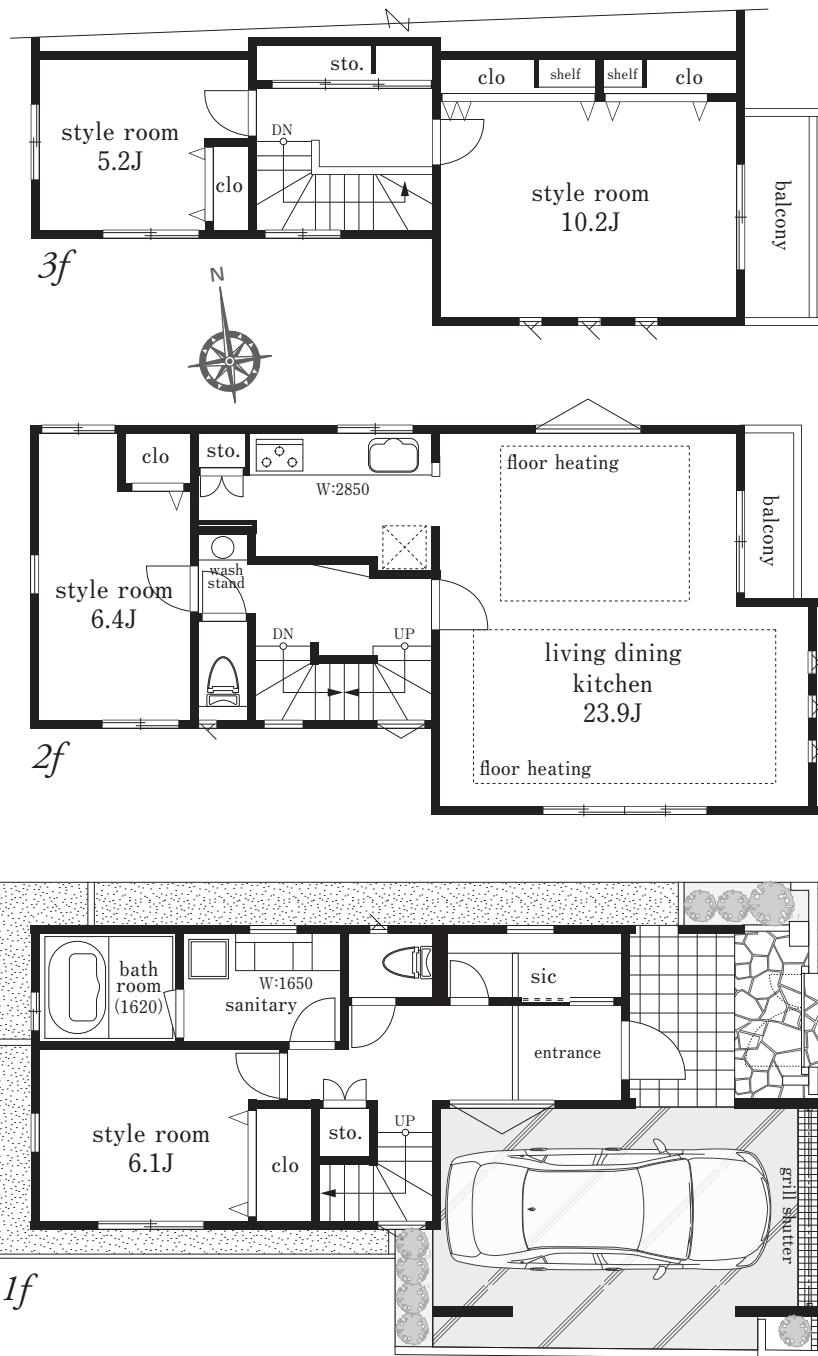 sto.
clo
shelf
shelf
clo
style room
5.2J
DN
clo
style room
10.2J
balcony
3f
N
clo
sto.
W:2850
floor heating
balcony
wash
stand
style room
6.4J
DN
UP
living dining
kitchen
23.9J
floor heating
2f
bath
room
(1620)
W:1650
sanitary
sic
entrance
style room
6.1J
clo
sto.
UP
grill shutter
1f